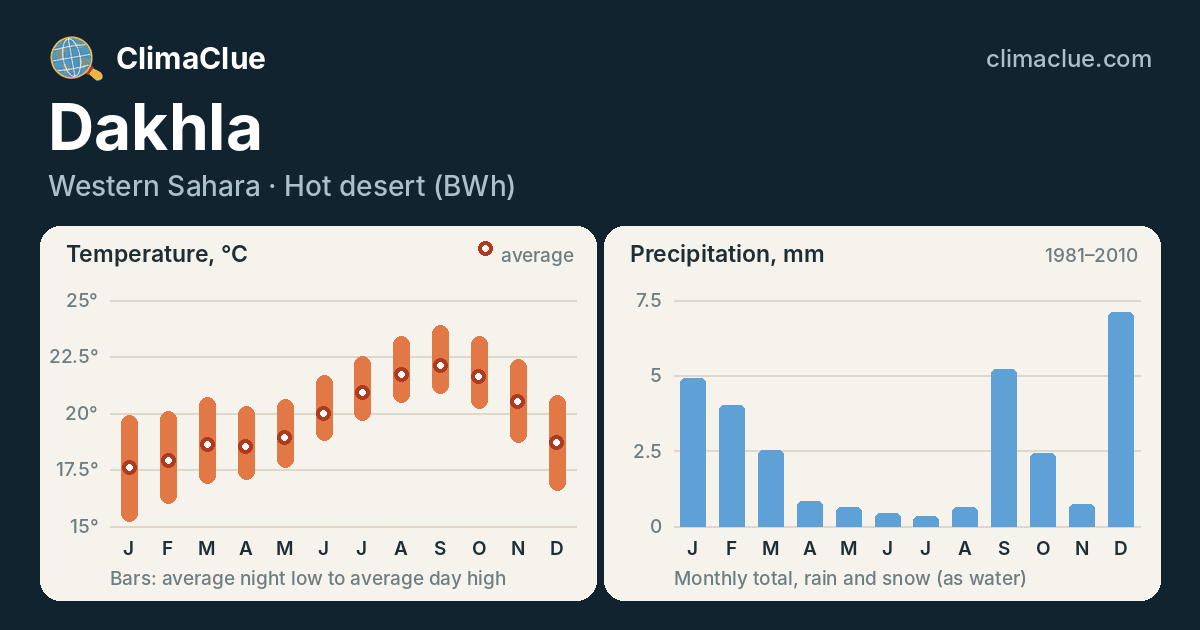 ClimaClue
climaclue.com
Dakhla
Western Sahara · Hot desert (BWh)
Temperature, °C
average
25°
22.5°
20°
17.5°
15°
J F M A M J J A S O N D
Bars: average night low to average day high
Precipitation, mm
1981–2010
7.5
5
2.5
0
J F M A M J J A S O N D
Monthly total, rain and snow (as water)